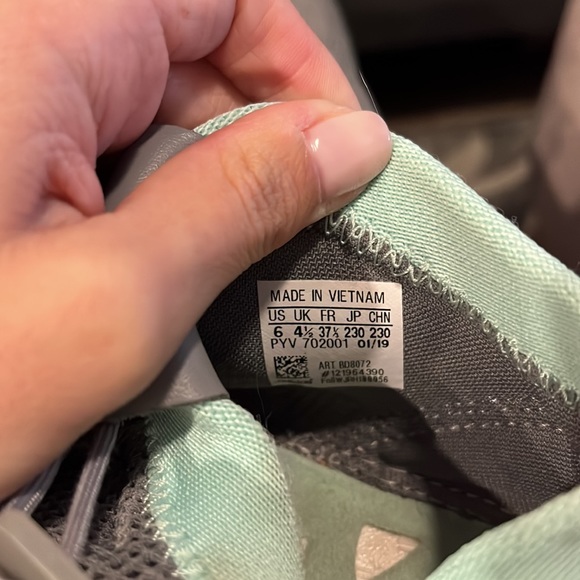 MADE IN VIETNAM
US UK FR JP CHN
6 4½ 37⅓ 230 230
PYV 702001 01/19
ART BD8072
#121964390